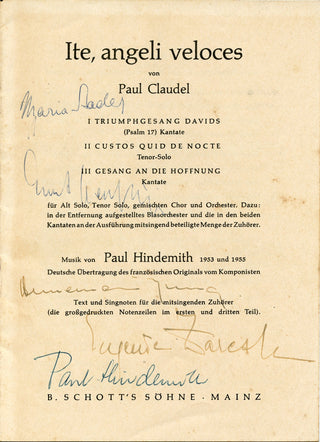 Ite, angeli veloces
von
Paul Claudel
Maria
I TRIUMPHGESANG DAVIDS
(Psalm 17) Kantate
II CUSTOS QUID DE NOCTE
Tenor-Solo
III GESANG AN DIE HOFFNUNG
Kantate
für Alt Solo, Tenor Solo, gemischten Chor und Orchester. Dazu:
in der Entfernung aufgestelltes Blasorchester und die in den beiden
Kantaten an der Ausführung mitsingend beteiligte Menge der Zuhörer.
Musik von Paul Hindemith 1953 und 1955
Deutsche Übertragung des französischen Originals vom Komponisten
Text und Singnoten für die mitsingenden Zuhörer
(die großgedruckten Notenzeilen im ersten und dritten Teil).
Eugenia Zareska
Paul Hindemith
B. SCHOTT'S SÖHNE · MAINZ